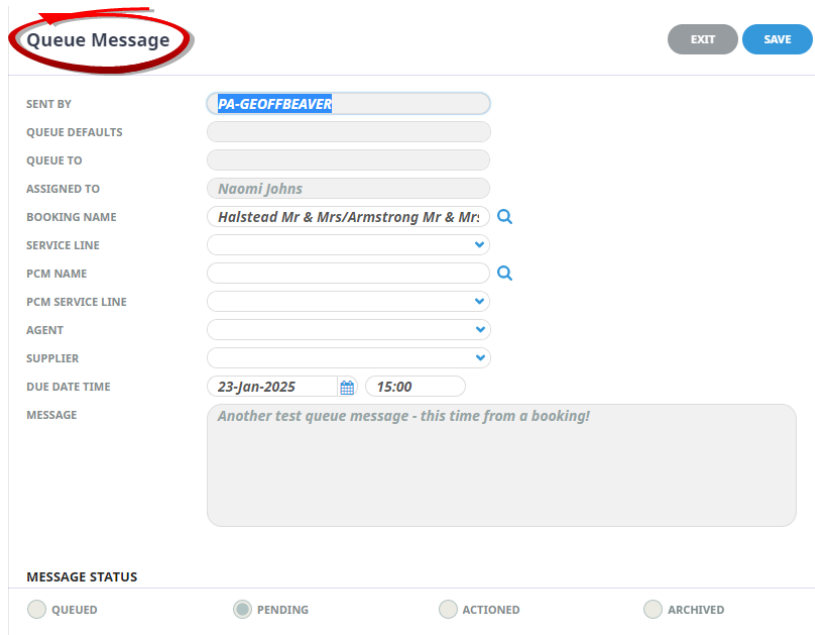 Queue Message EXIT SAVE
SENT BY PA-GEOFFBEAVER
QUEUE DEFAULTS
QUEUE TO
ASSIGNED TO Naomi Johns
BOOKING NAME Halstead Mr & Mrs/Armstrong Mr & Mrs
SERVICE LINE
PCM NAME
PCM SERVICE LINE
AGENT
SUPPLIER
DUE DATE TIME 23-Jan-2025 15:00
MESSAGE Another test queue message - this time from a booking!
MESSAGE STATUS
QUEUED PENDING ACTIONED ARCHIVED